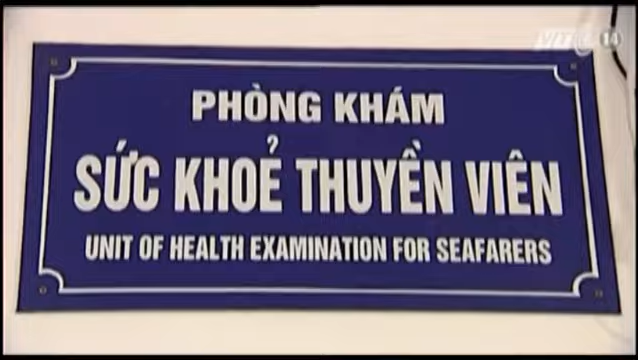 PHÒNG KHÁM
SỨC KHOẺ THUYỀN VIÊN
UNIT OF HEALTH EXAMINATION FOR SEAFARERS